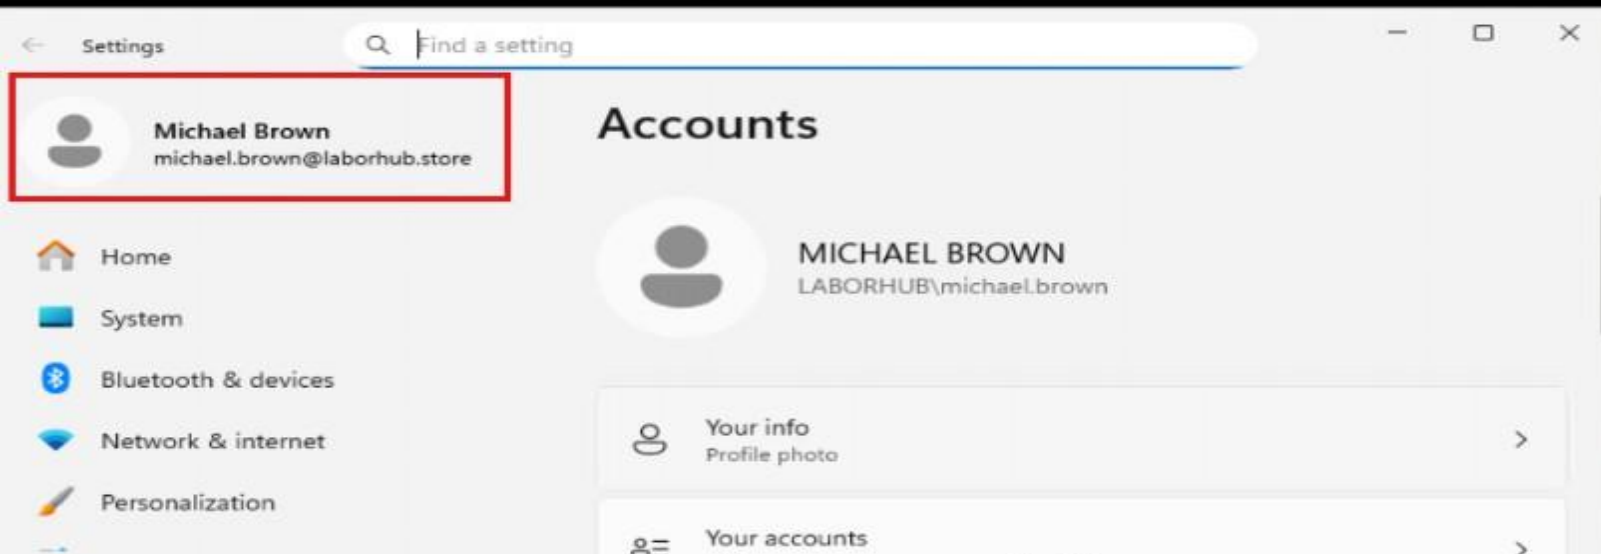 Settings
Find a setting
Michael Brown
michael.brown@laborhub.store
Home
System
Bluetooth & devices
Network & internet
Personalization
Accounts
MICHAEL BROWN
LABORHUB\michael.brown
Your info
Profile photo
Your accounts